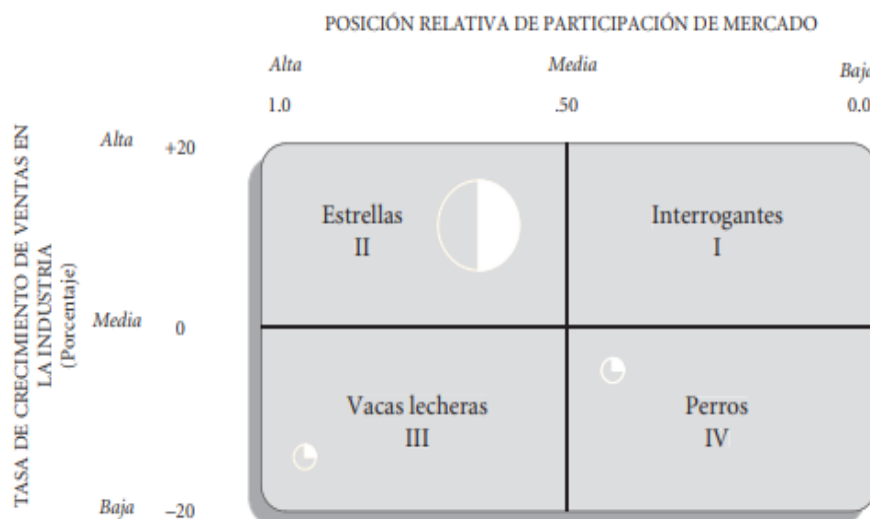 POSICIÓN RELATIVA DE PARTICIPACIÓN DE MERCADO
Alta
Media
Baja
1.0
.50
0.0
TASA DE CRECIMIENTO DE VENTAS EN
LA INDUSTRIA
(Porcentaje)
Alta
+20
Media
0
Baja
–20
Estrellas
II
Interrogantes
I
Vacas lecheras
III
Perros
IV